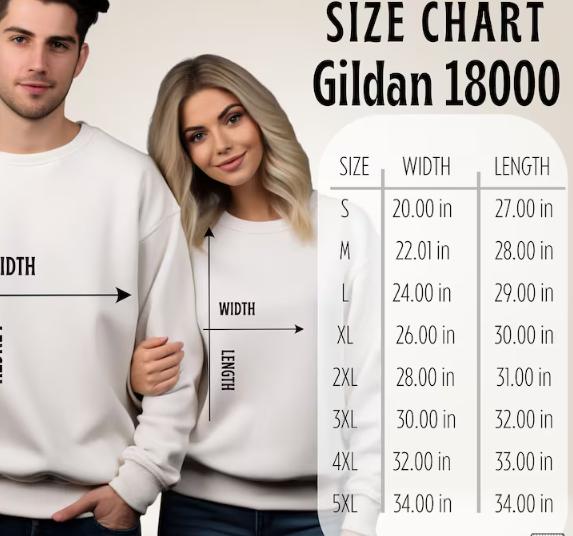 SIZE CHART
Gildan 18000
SIZE WIDTH LENGTH
S 20.00 in 27.00 in
M 22.01 in 28.00 in
L 24.00 in 29.00 in
XL 26.00 in 30.00 in
2XL 28.00 in 31.00 in
3XL 30.00 in 32.00 in
4XL 32.00 in 33.00 in
5XL 34.00 in 34.00 in
IDTH
WIDTH
LENGTH